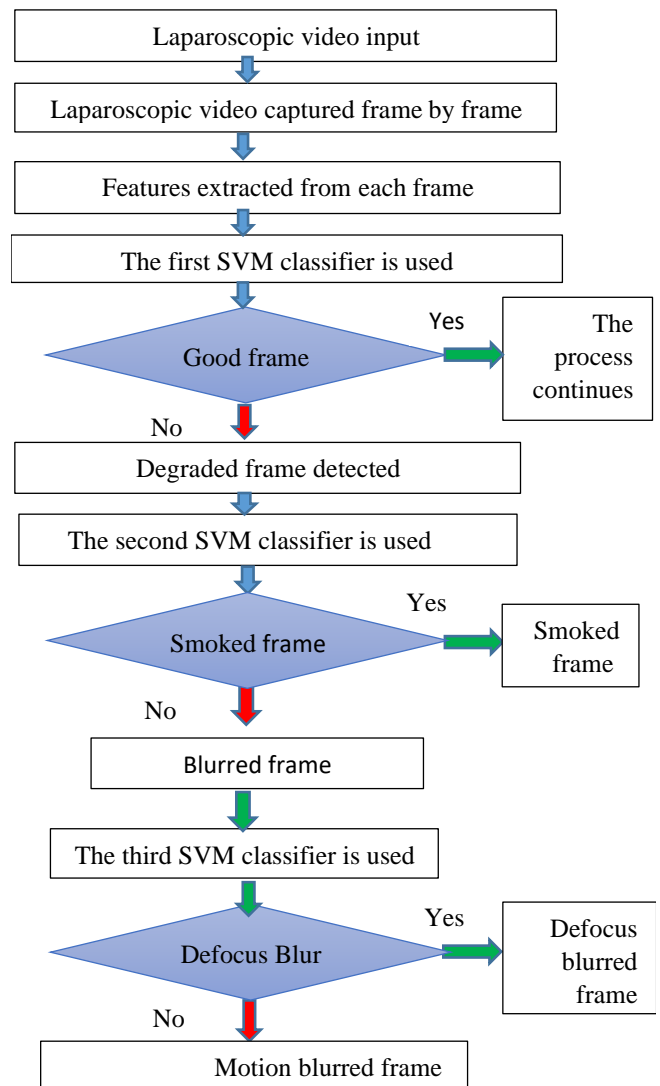 Laparoscopic video input
Laparoscopic video captured frame by frame
Features extracted from each frame
The first SVM classifier is used
Good frame
Yes
The
process
continues
No
Degraded frame detected
The second SVM classifier is used
Smoked frame
Yes
Smoked
frame
No
Blurred frame
The third SVM classifier is used
Defocus Blur
Yes
Defocus
blurred
frame
No
Motion blurred frame